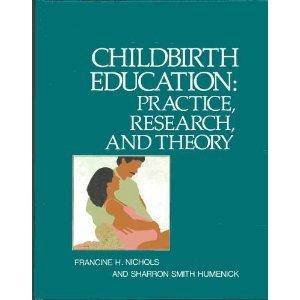 CHILDBIRTH
EDUCATION:
PRACTICE,
RESEARCH,
AND THEORY
FRANCINE H. NICHOLS
AND SHARRON SMITH HUMENICK